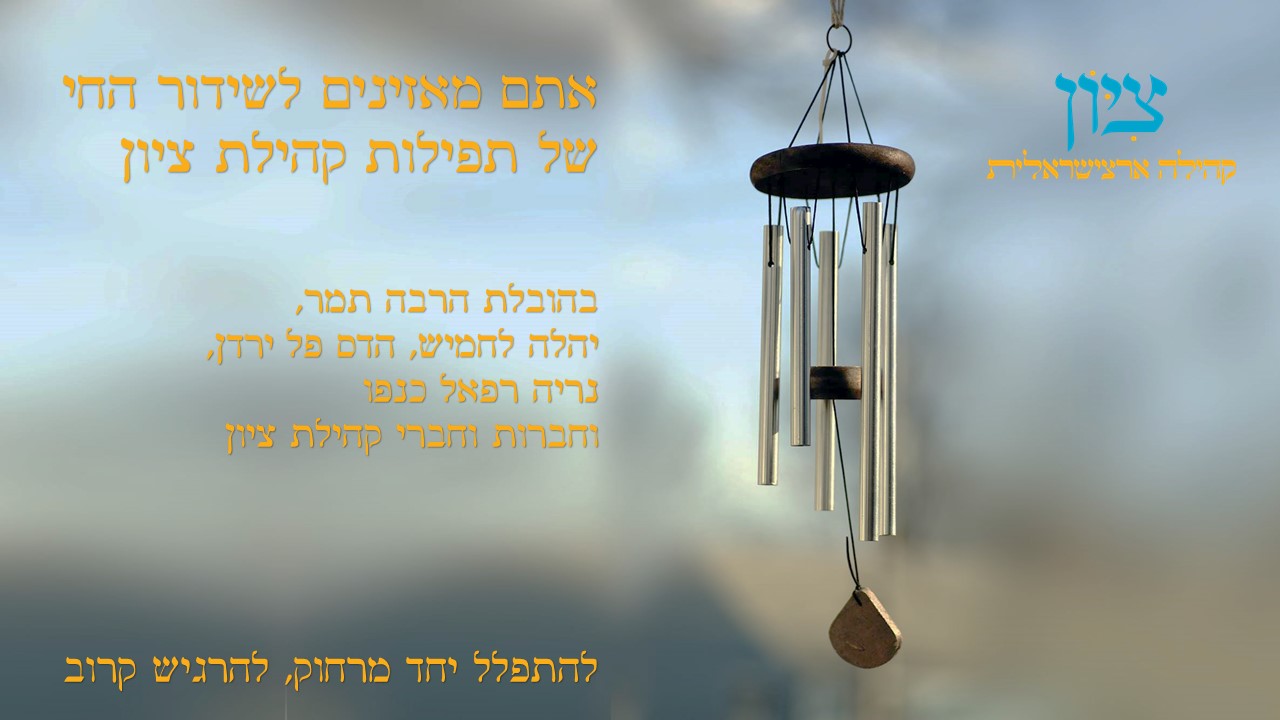 אתם מאזינים לשידור החי
של תפילות קהילת ציון
צִיּוֹן
קהילה ארצישראלית
בהובלת הרבה תמר,
יהלה לחמיש, הדס פל ירדן,
נריה רפאל כנפו
וחברות וחברי קהילת ציון
להתפלל יחד מרחוק, להרגיש קרוב